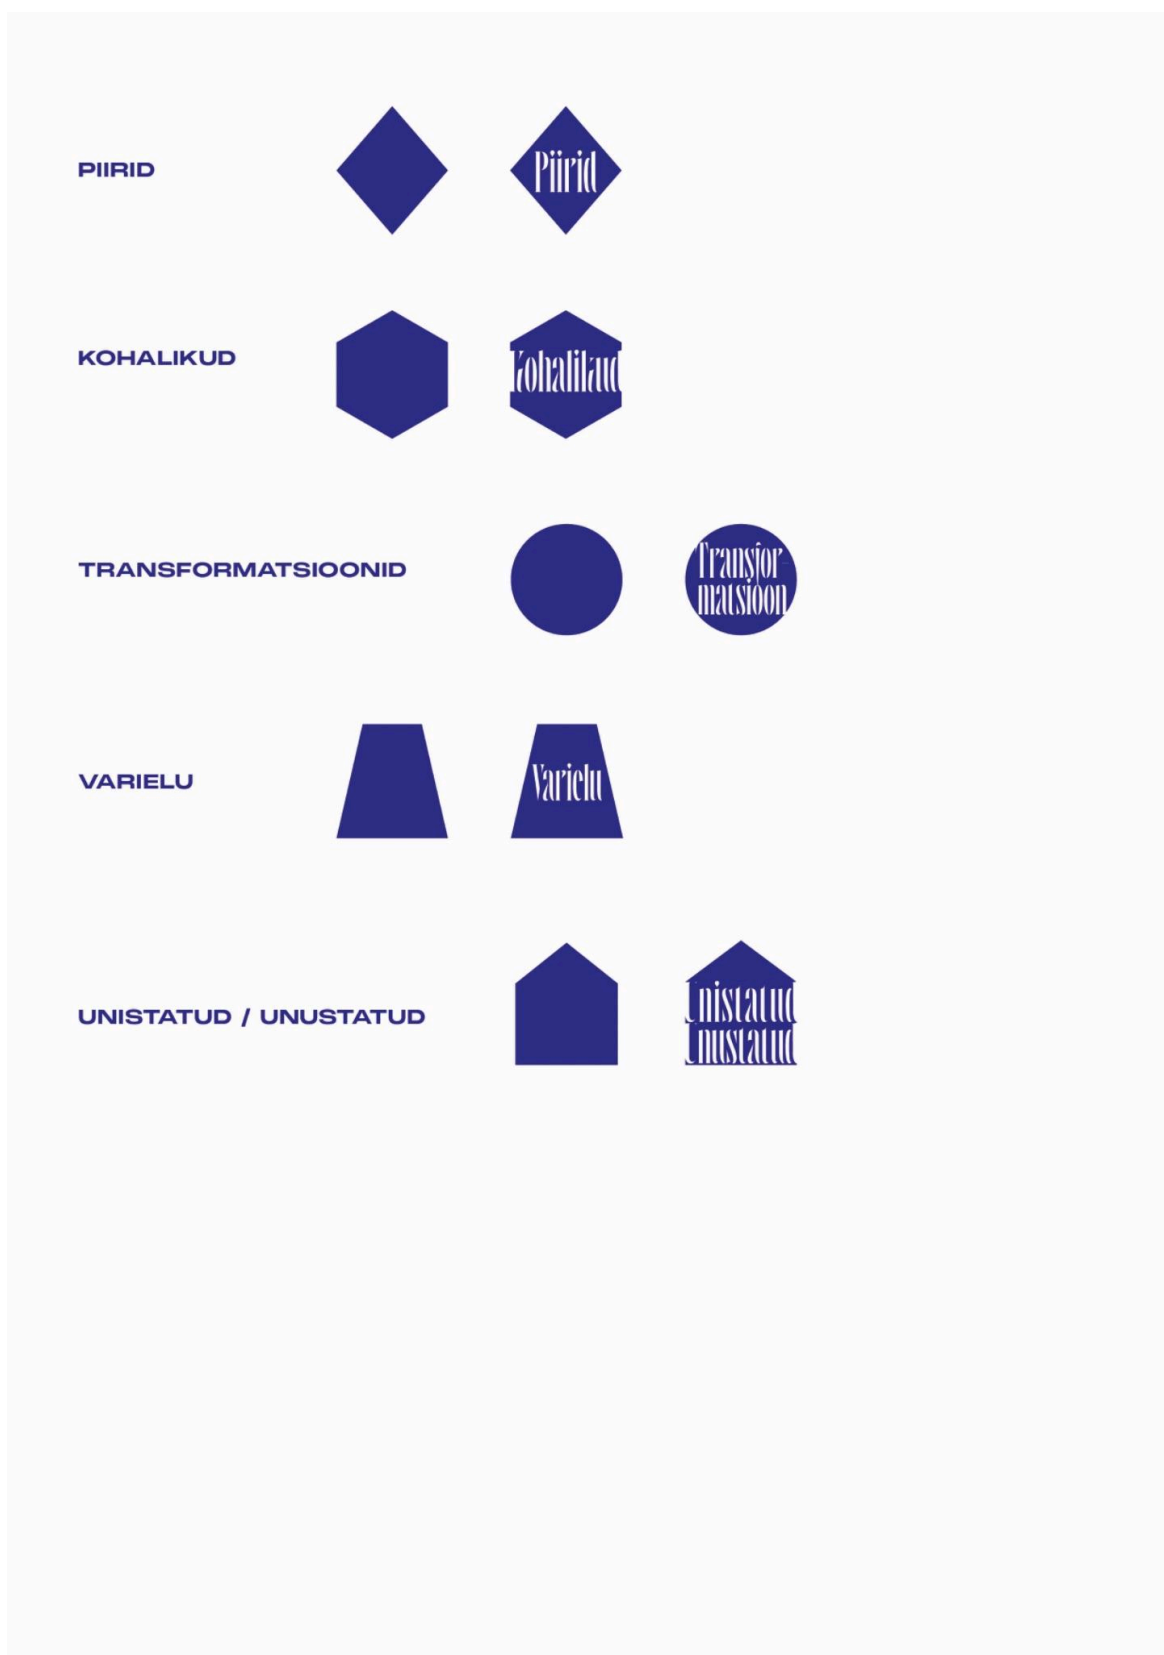 PIIRID
Piirid
KOHALIKUD
Kohalikud
TRANSFORMATSIOONID
Transfor
matsioon
VARIELU
Varielu
UNISTATUD / UNUSTATUD
Unistatud
Unustatud